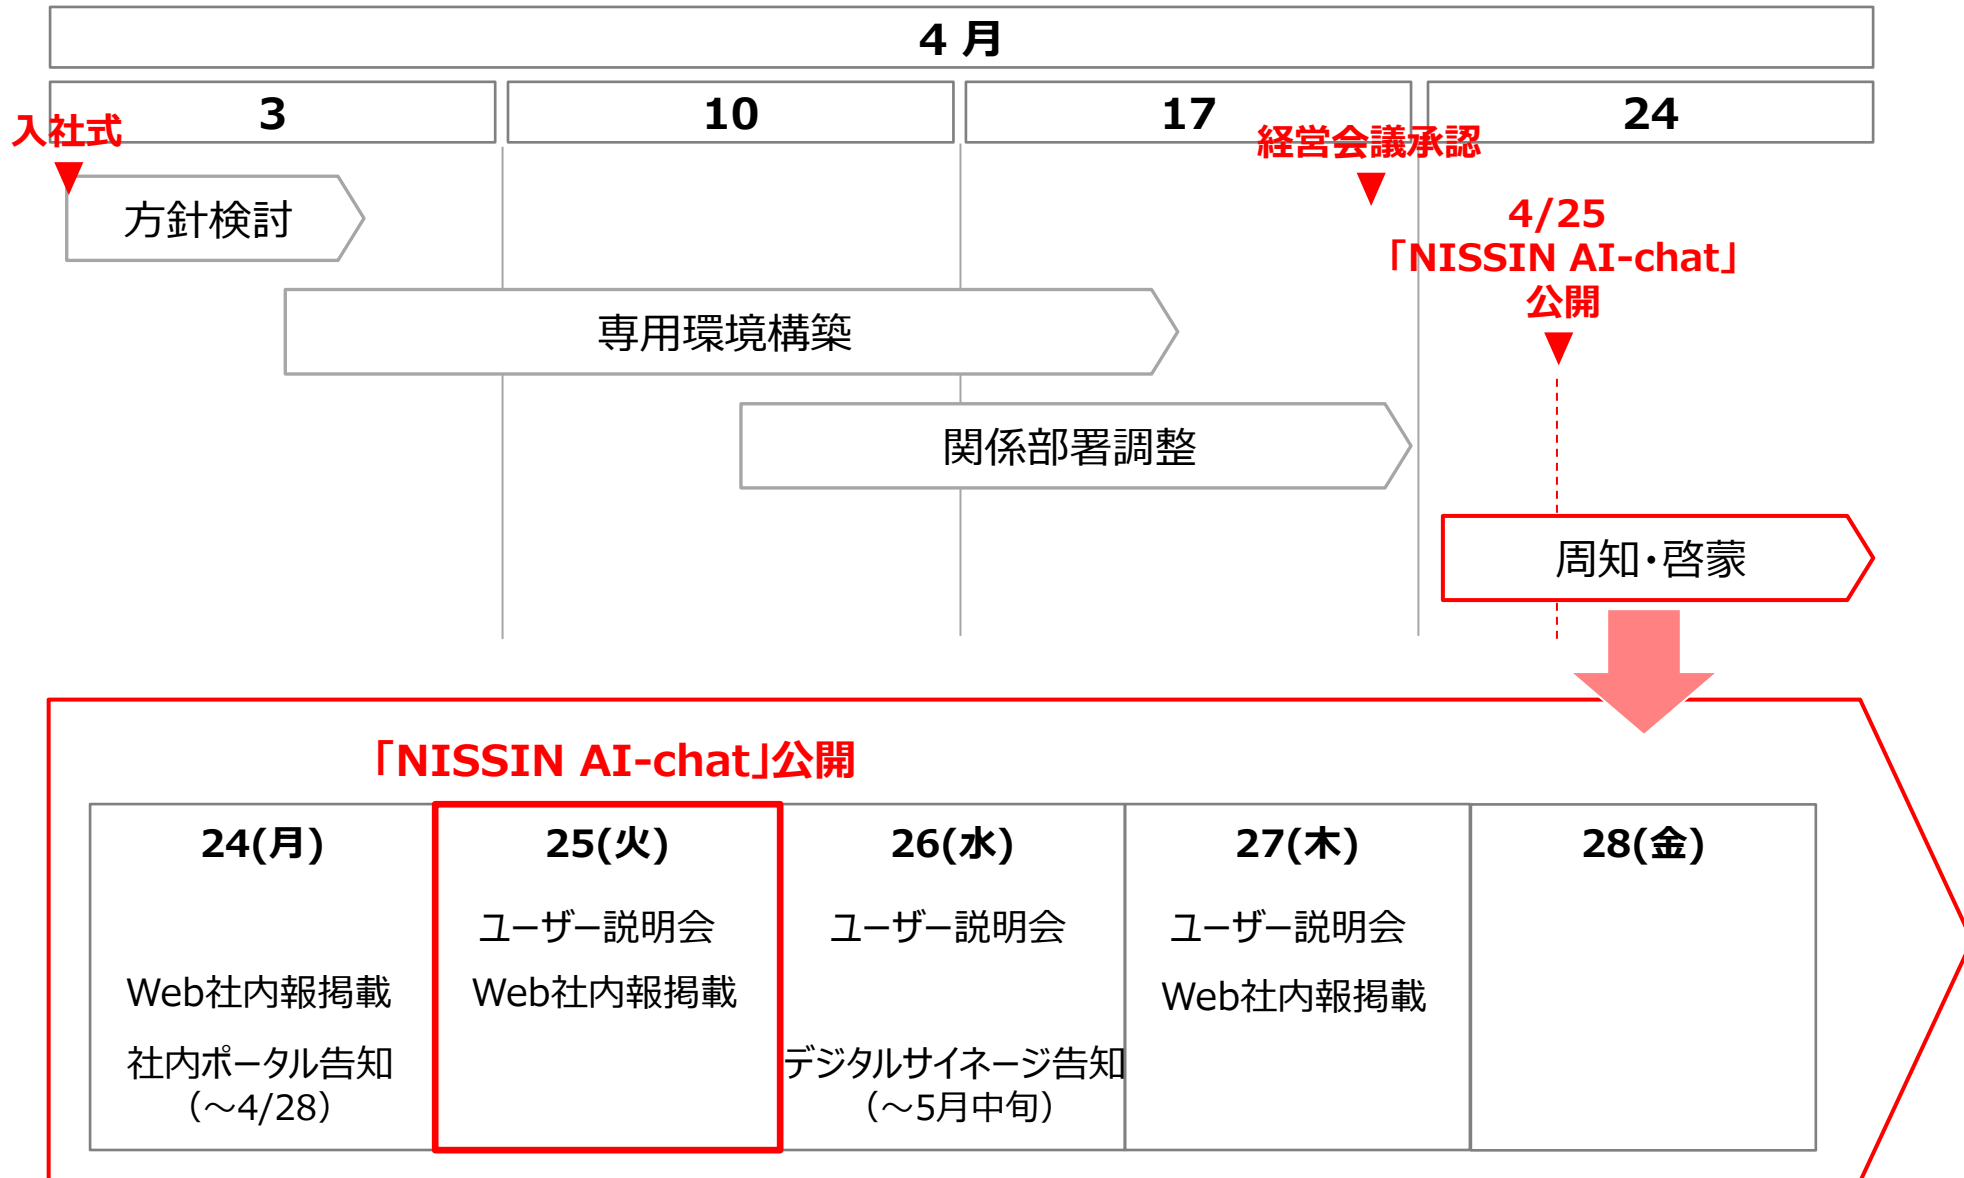 4 月
3
10
17
24
入社式
経営会議承認
方針検討
4/25
「NISSIN AI-chat」
公開
専用環境構築
関係部署調整
周知・啓蒙
「NISSIN AI-chat」公開
24(月)
25(火)
26(水)
27(木)
28(金)
ユーザー説明会
ユーザー説明会
ユーザー説明会
Web社内報掲載
Web社内報掲載
Web社内報掲載
社内ポータル告知
（～4/28）
デジタルサイネージ告知
（～5月中旬）